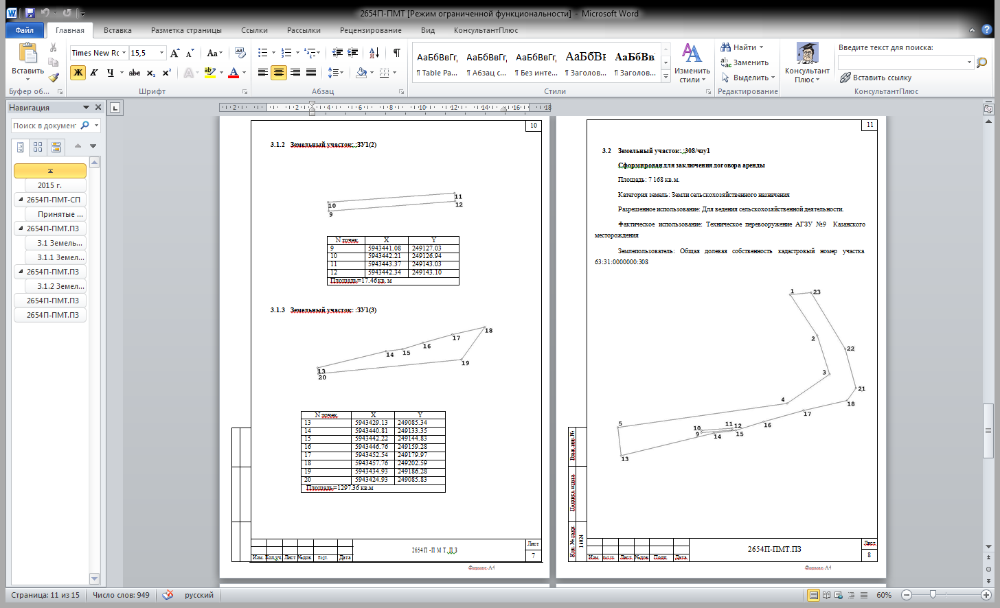 2654П-ПМТ [Режим ограниченной функциональности] - Microsoft Word
Файл Главная Вставка Разметка страницы Ссылки Рассылки Рецензирование Вид КонсультантПлюс
Вставить
Буфер об...
Times New Rc 15,5
Ж К Ч abc x₂ x²
Шрифт
Абзац
АаБбВвГг, АаБбВвГг, АаБбВвГг, АаБбВ АаБбВв.
¶ Table Pa... ¶ Абзац с... ¶ Без инте... ¶ Заголов... ¶ Заголов...
Изменить стили
Стили
Найти
Заменить
Выделить
Редактирование
Консультант Плюс
Введите текст для поиска:
Вставить ссылку
КонсультантПлюс
Навигация
Поиск в документ
2015 г.
2654П-ПМТ-СП
Принятые ...
2654П-ПМТ.ПЗ
3.1 Земель...
3.1.1 Земел...
2654П-ПМТ.ПЗ
3.1.2 Земел...
2654П-ПМТ.ПЗ
2654П-ПМТ.ПЗ
2 2 4 6 8 10 12 14 16 18
10
3.1.2 Земельный участок: :ЗУ1(2)
10 11
9 12
N точек X Y
9 5943441.08 249127.03
10 5943442.21 249126.94
11 5943443.37 249143.03
12 5943442.34 249143.10
Площадь=17.46 кв. м
3.1.3 Земельный участок: :ЗУ1(3)
13 14 15 16 17 18
20 19
N точек X Y
13 5943429.13 249085.34
14 5943440.81 249133.35
15 5943442.22 249144.83
16 5943446.76 249159.28
17 5943452.54 249179.97
18 5943457.76 249202.59
19 5943434.93 249186.28
20 5943424.93 249085.83
Площадь=1297.36 кв.м
Изм. Кол.уч. Лист №док Подп. Дата
2654П-ПМТ.ПЗ
Лист
7
Формат А4
11
3.2 Земельный участок: :308/чзу1
Сформирован для заключения договора аренды
Площадь: 7 168 кв.м.
Категория земель: Земли сельскохозяйственного назначения
Разрешенное использование: Для ведения сельскохозяйственной деятельности.
Фактическое использование: Техническое перевооружение АГЗУ №9 Казанского
месторождения
Землепользователь: Общая долевая собственность кадастровый номер участка
63:31:0000000:308
1 23
2 22
3 21
4 18
17
5 10 11 12 16
9 14 15
13
Взам. инв. №
Подпись и дата
Инв. № подл.
14024
Изм. Кол.уч. Лист №док Подп. Дата
2654П-ПМТ.ПЗ
Лист
8
Формат А4
Страница: 11 из 15 Число слов: 949 русский 60%